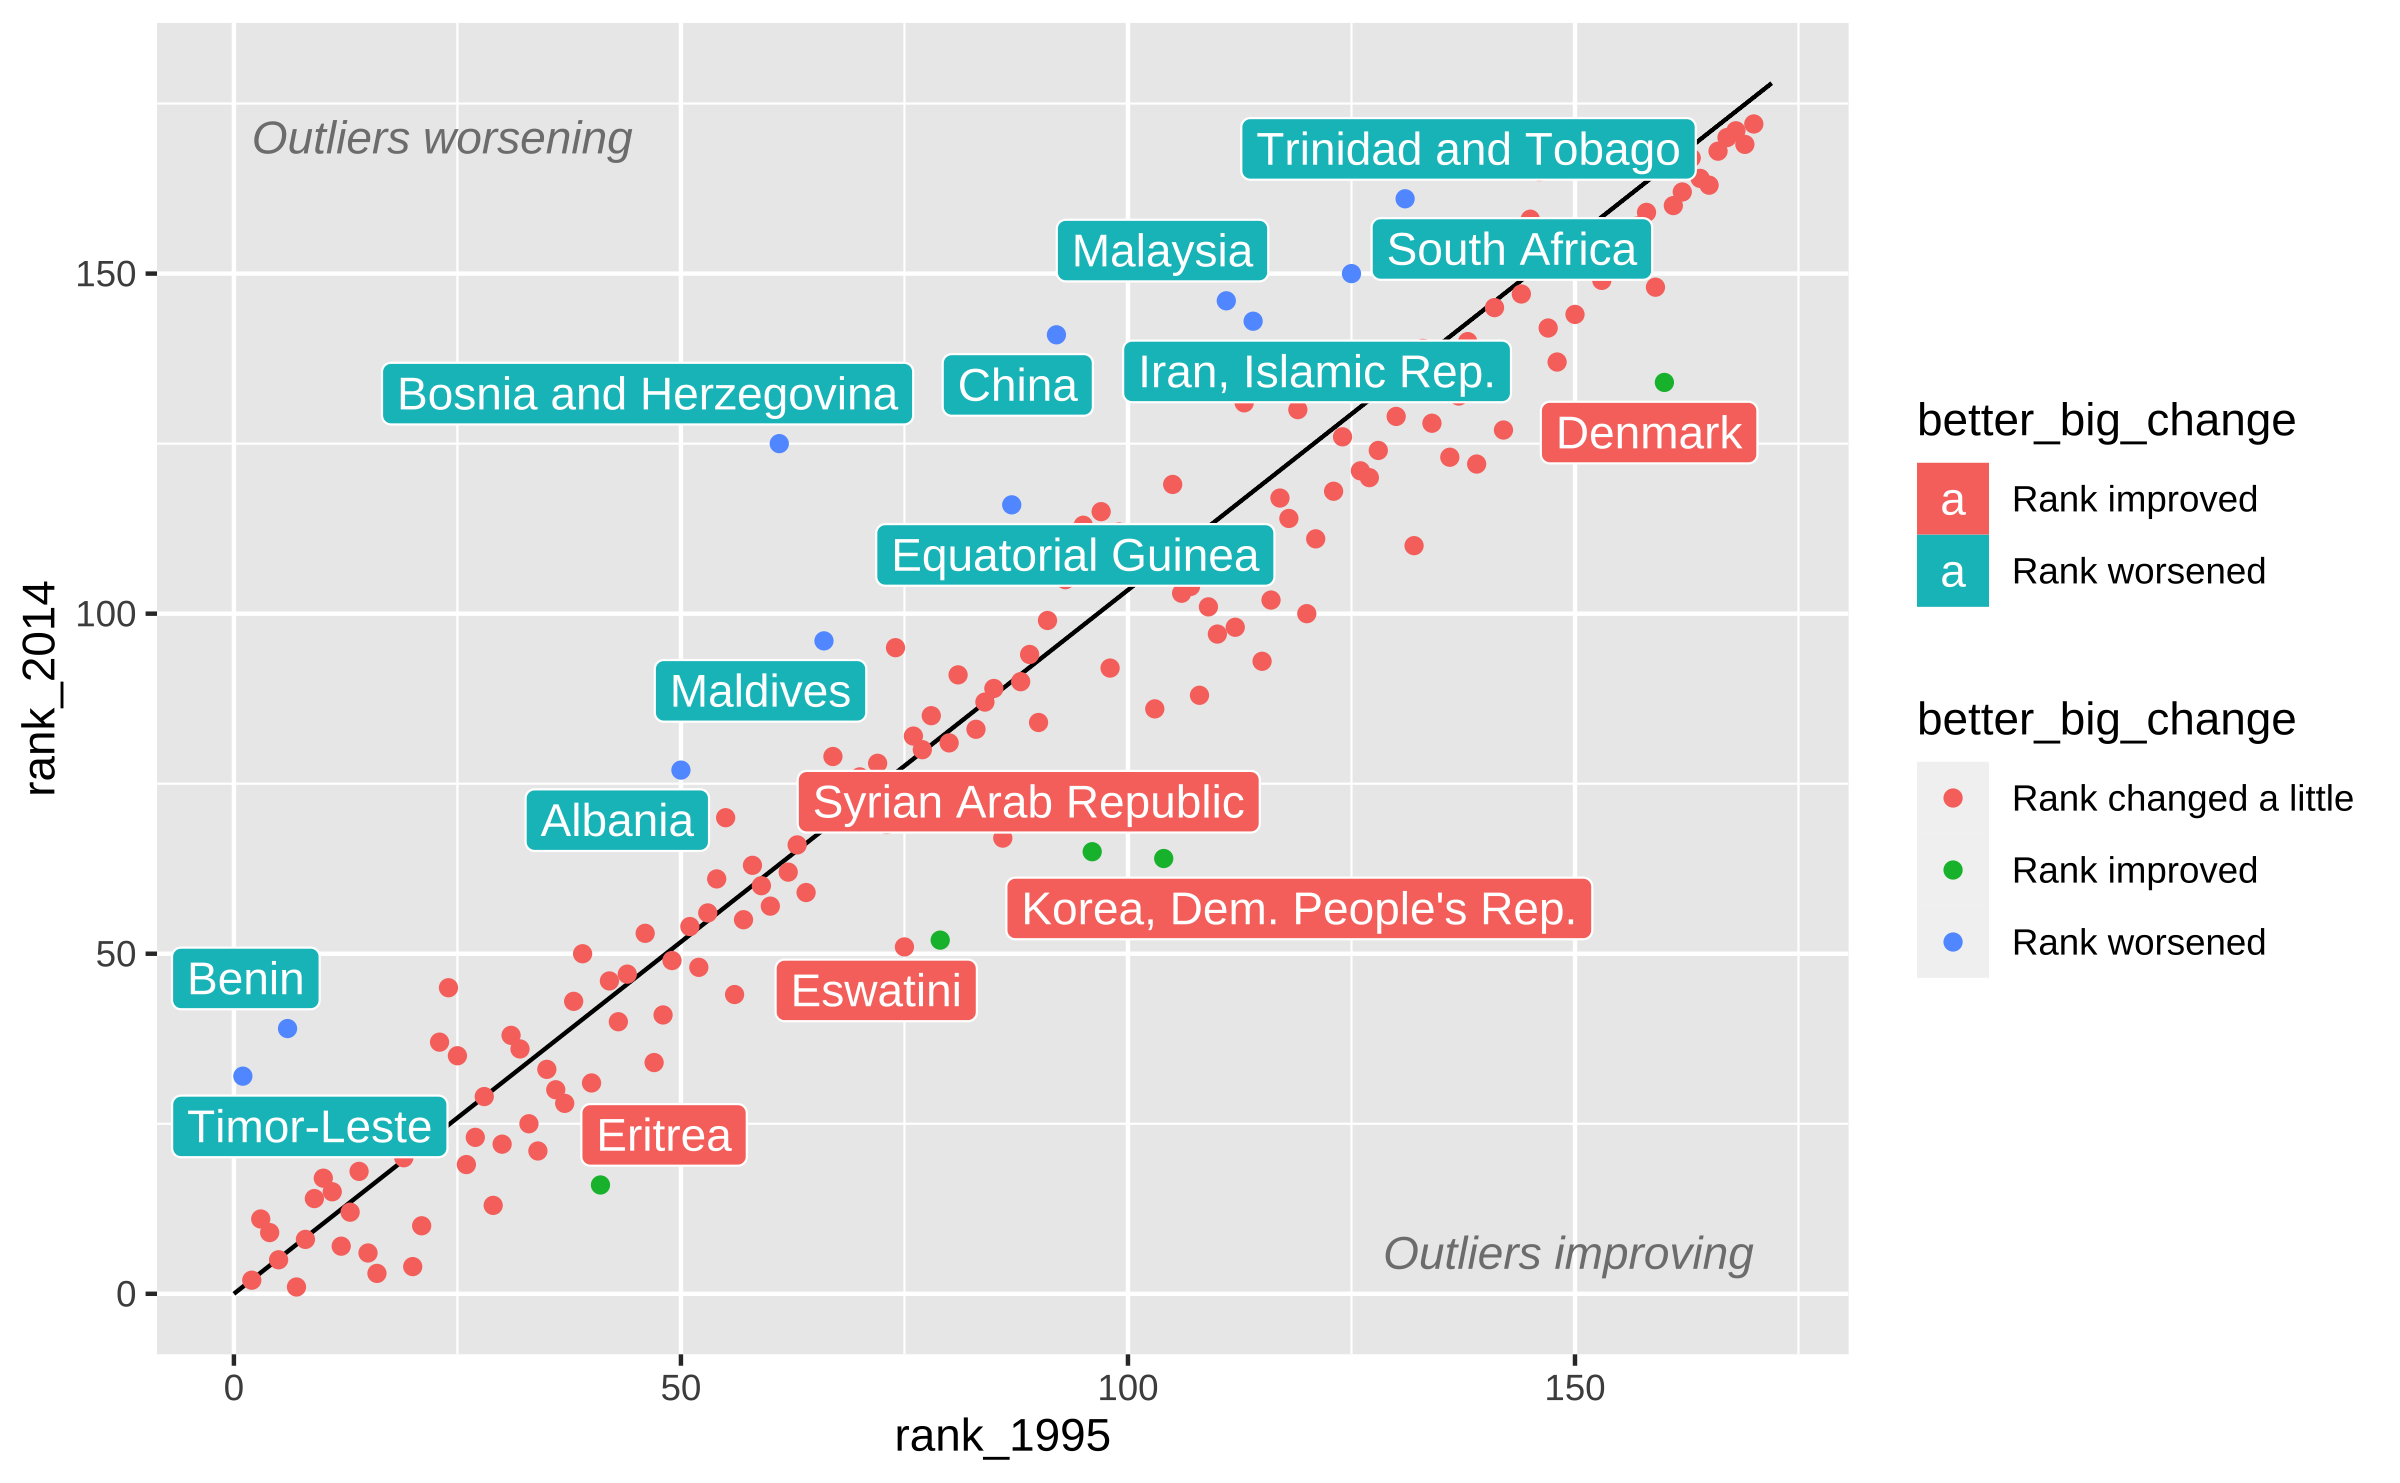 Outliers worsening
Trinidad and Tobago
Malaysia
South Africa
Bosnia and Herzegovina
China
Iran, Islamic Rep.
Denmark
Equatorial Guinea
Maldives
Albania
Syrian Arab Republic
Korea, Dem. People's Rep.
Benin
Eswatini
Timor-Leste
Eritrea
Outliers improving
150
100
50
0
rank_2014
0
50
100
150
rank_1995
better_big_change
a Rank improved
a Rank worsened
better_big_change
Rank changed a little
Rank improved
Rank worsened